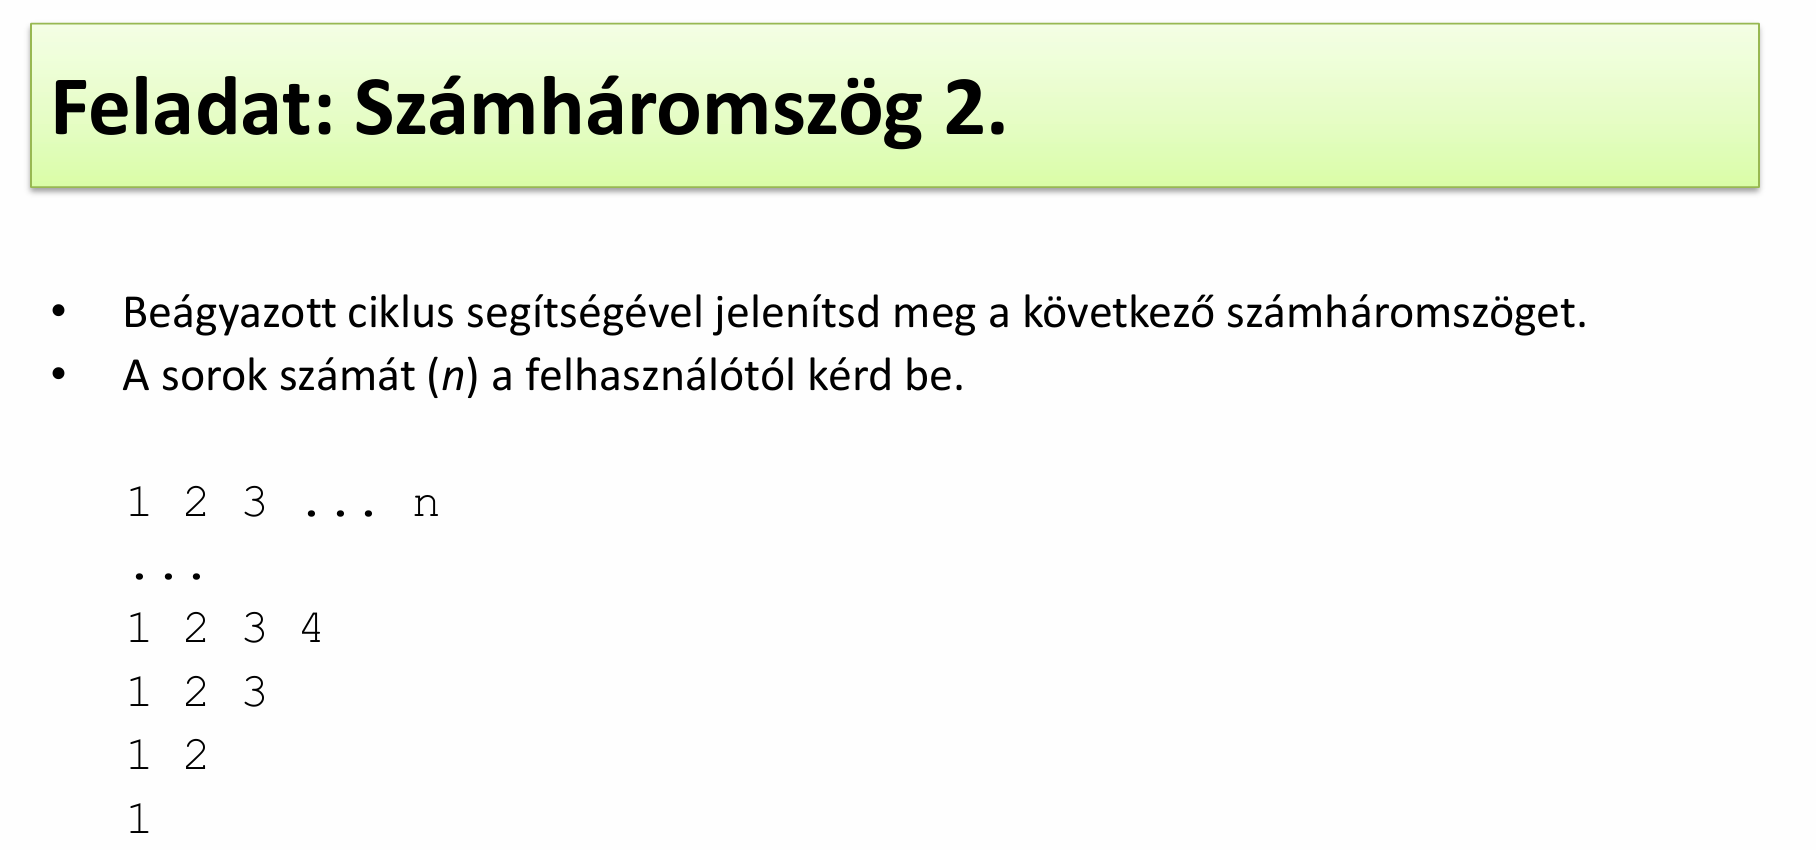 Feladat: Számháromszög 2.
• Beágyazott ciklus segítségével jelenítsd meg a következő számháromszöget.
• A sorok számát (n) a felhasználótól kérd be.
1 2 3 ... n
...
1 2 3 4
1 2 3
1 2
1